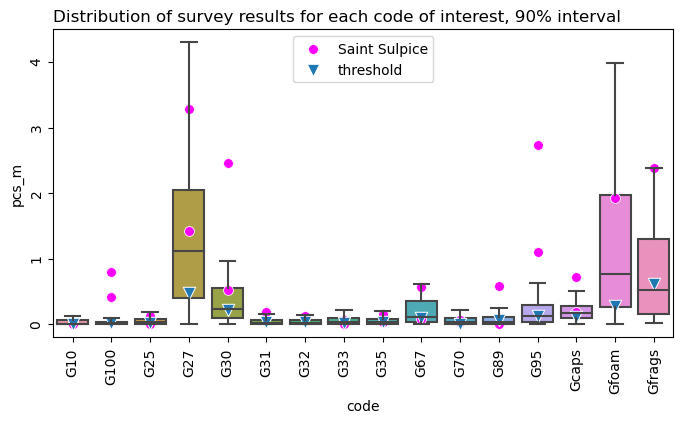 Distribution of survey results for each code of interest, 90% interval
Saint Sulpice
threshold
pcs_m
4
3
2
1
0
G10
G100
G25
G27
G30
G31
G32
G33
G35
G67
G70
G89
G95
Gcaps
Gfoam
Gfrags
code